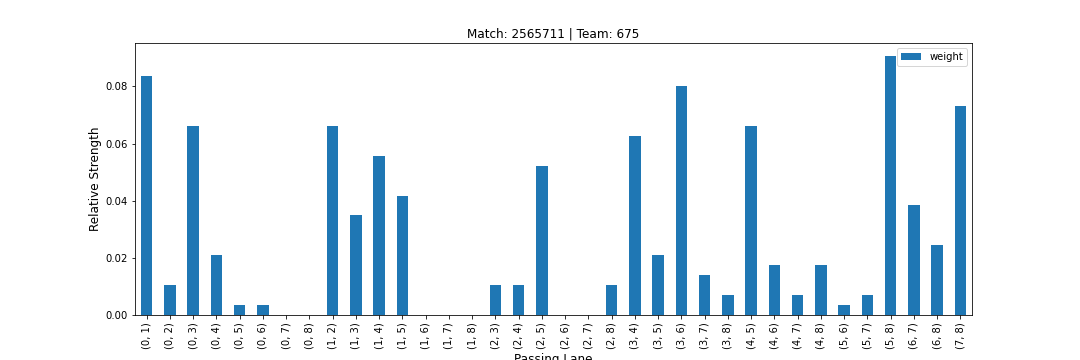 Match: 2565711 | Team: 675
weight
Relative Strength
0.08
0.06
0.04
0.02
0.00
(0, 1) (0, 2) (0, 3) (0, 4) (0, 5) (0, 6) (0, 7) (0, 8) (1, 2) (1, 3) (1, 4) (1, 5) (1, 6) (1, 7) (1, 8) (2, 3) (2, 4) (2, 5) (2, 6) (2, 7) (2, 8) (3, 4) (3, 5) (3, 6) (3, 7) (3, 8) (4, 5) (4, 6) (4, 7) (4, 8) (5, 6) (5, 7) (5, 8) (6, 7) (6, 8) (7, 8)
Passing Lane